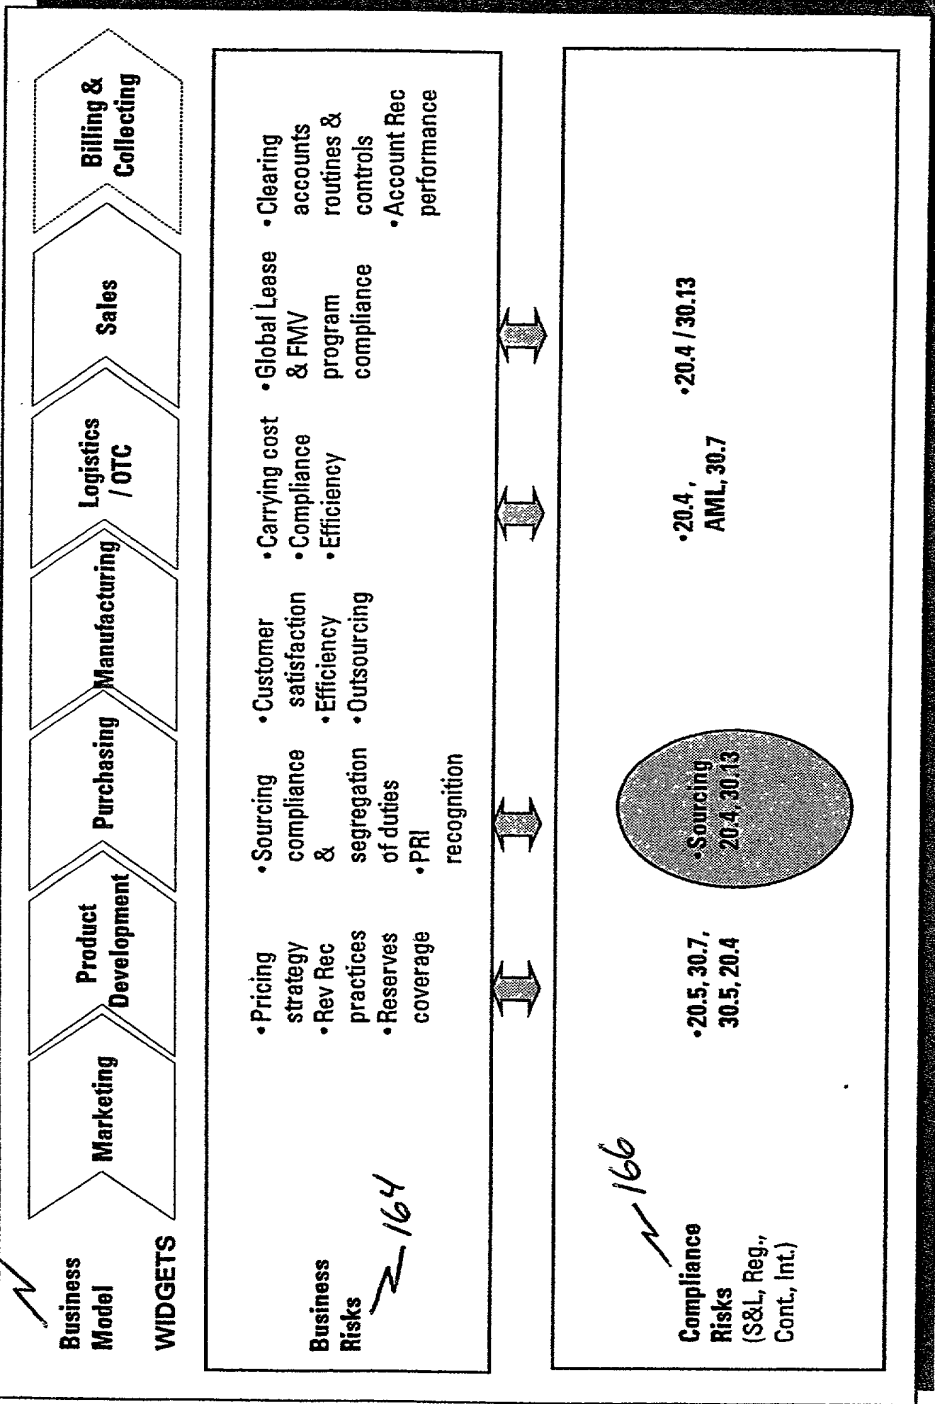 Business
Model
WIDGETS
Marketing
Product
Development
Purchasing
Manufacturing
Logistics
/ OTC
Sales
Billing &
Collecting
Business
Risks
164
•Pricing
strategy
•Rev Rec
practices
•Reserves
coverage
•Sourcing
compliance
&
segregation
of duties
•PRI
recognition
•Customer
satisfaction
•Efficiency
•Outsourcing
•Carrying cost
•Compliance
•Efficiency
•Global Lease
& FMV
program
compliance
•Clearing
accounts
routines &
controls
•Account Rec
performance
Compliance
Risks
(S&L, Reg.,
Cont., Int.)
166
•20.5, 30.7,
30.5, 20.4
•Sourcing
20.4, 30.13
•20.4 ,
AML, 30.7
•20.4 / 30.13